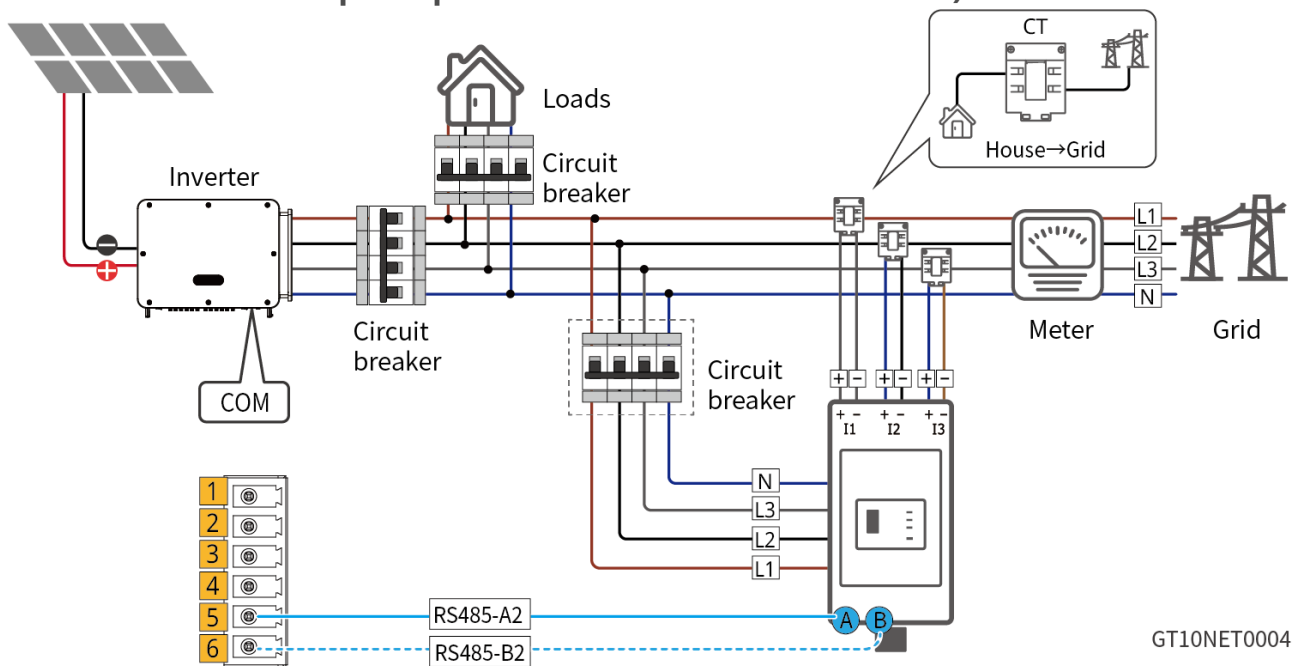 CT
House→Grid
Loads
Circuit
breaker
Inverter
L1
L2
L3
N
Circuit
breaker
Meter
Grid
COM
Circuit
breaker
+ - + - + -
+ - + - + -
I1 I2 I3
N
L3
L2
L1
1
2
3
4
5
6
RS485-A2
RS485-B2
A B
GT10NET0004